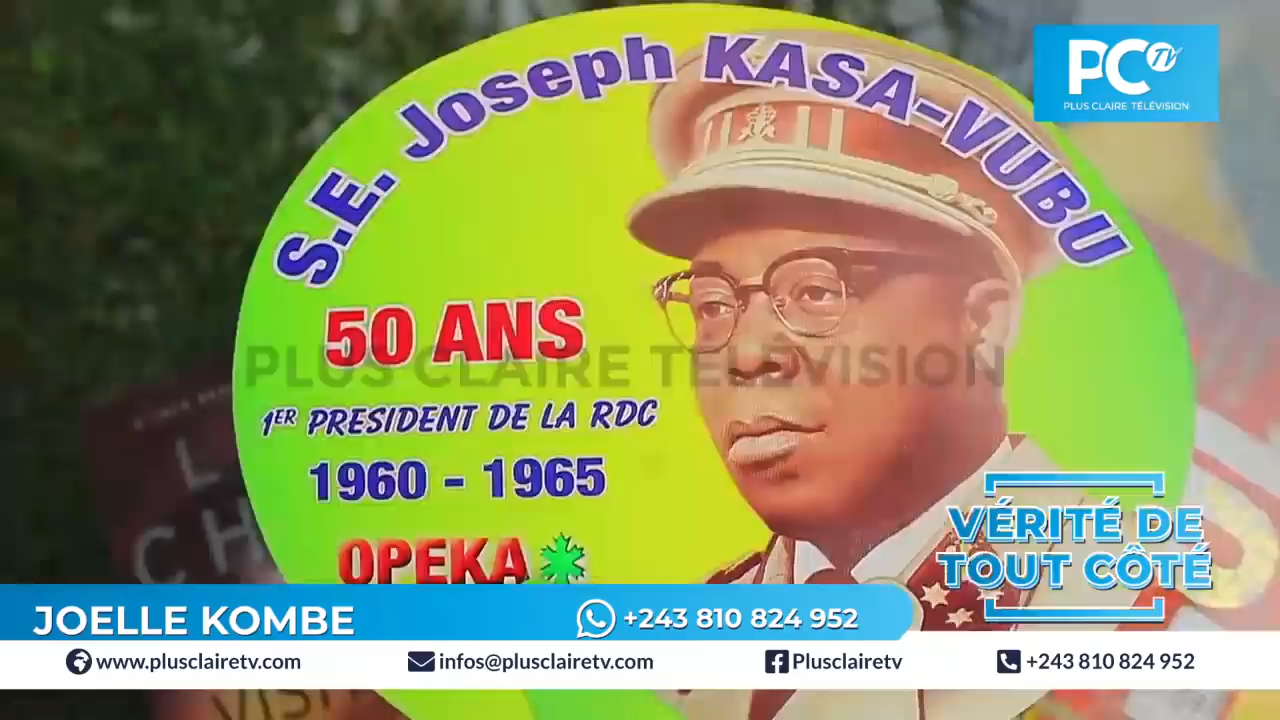 S.E. Joseph KASA-VUBU
PC TV
PLUS CLAIRE TÉLÉVISION
50 ANS
PLUS CLAIRE TÉLÉVISION
1ER PRESIDENT DE LA RDC
1960 - 1965
OPEKA
VÉRITÉ DE
TOUT CÔTÉ
JOELLE KOMBE
+243 810 824 952
www.plusclairetv.com
infos@plusclairetv.com
Plusclairetv
+243 810 824 952